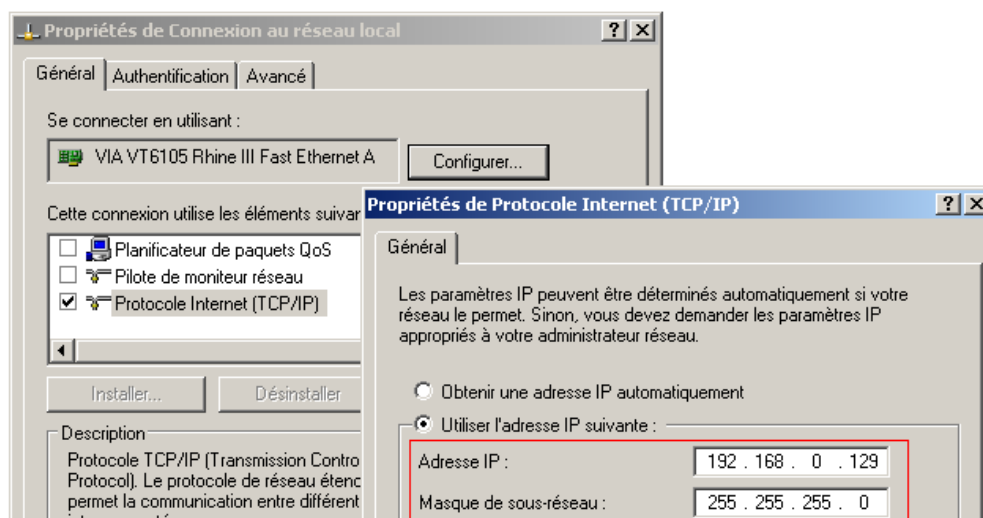 Propriétés de Connexion au réseau local
Général Authentification Avancé
Se connecter en utilisant :
VIA VT6105 Rhine III Fast Ethernet A
Configurer...
Cette connexion utilise les éléments suivar
Planificateur de paquets QoS
Pilote de moniteur réseau
Protocole Internet (TCP/IP)
Installer... Désinstaller
Description
Protocole TCP/IP (Transmission Contro
Protocol). Le protocole de réseau étenc
permet la communication entre différent
Propriétés de Protocole Internet (TCP/IP)
Général
Les paramètres IP peuvent être déterminés automatiquement si votre
réseau le permet. Sinon, vous devez demander les paramètres IP
appropriés à votre administrateur réseau.
Obtenir une adresse IP automatiquement
Utiliser l'adresse IP suivante :
Adresse IP : 192 . 168 . 0 . 129
Masque de sous-réseau : 255 . 255 . 255 . 0